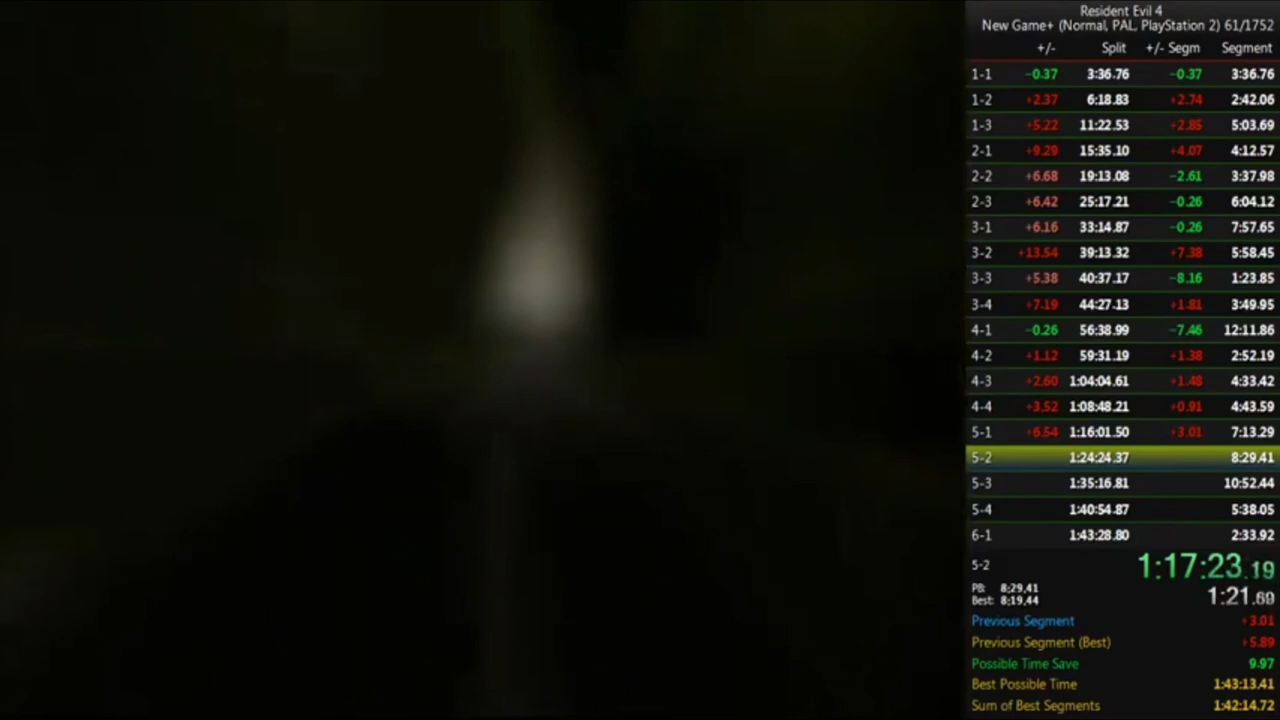 Resident Evil 4
New Game+ (Normal, PAL, PlayStation 2) 61/1752
+/- Split +/- Segm Segment
1-1 −0.37 3:36.76 −0.37 3:36.76
1-2 +2.37 6:18.83 +2.74 2:42.06
1-3 +5.22 11:22.53 +2.85 5:03.69
2-1 +9.29 15:35.10 +4.07 4:12.57
2-2 +6.68 19:13.08 −2.61 3:37.98
2-3 +6.42 25:17.21 −0.26 6:04.12
3-1 +6.16 33:14.87 −0.26 7:57.65
3-2 +13.54 39:13.32 +7.38 5:58.45
3-3 +5.38 40:37.17 −8.16 1:23.85
3-4 +7.19 44:27.13 +1.81 3:49.95
4-1 −0.26 56:38.99 −7.46 12:11.86
4-2 +1.12 59:31.19 +1.38 2:52.19
4-3 +2.60 1:04:04.61 +1.48 4:33.42
4-4 +3.52 1:08:48.21 +0.91 4:43.59
5-1 +6.54 1:16:01.50 +3.01 7:13.29
5-2 1:24:24.37 8:29.41
5-3 1:35:16.81 10:52.44
5-4 1:40:54.87 5:38.05
6-1 1:43:28.80 2:33.92
5-2 1:17:23.19
PB: 8:29.41
Best: 8:19.44 1:21.69
Previous Segment +3.01
Previous Segment (Best) +5.89
Possible Time Save 9.97
Best Possible Time 1:43:13.41
Sum of Best Segments 1:42:14.72